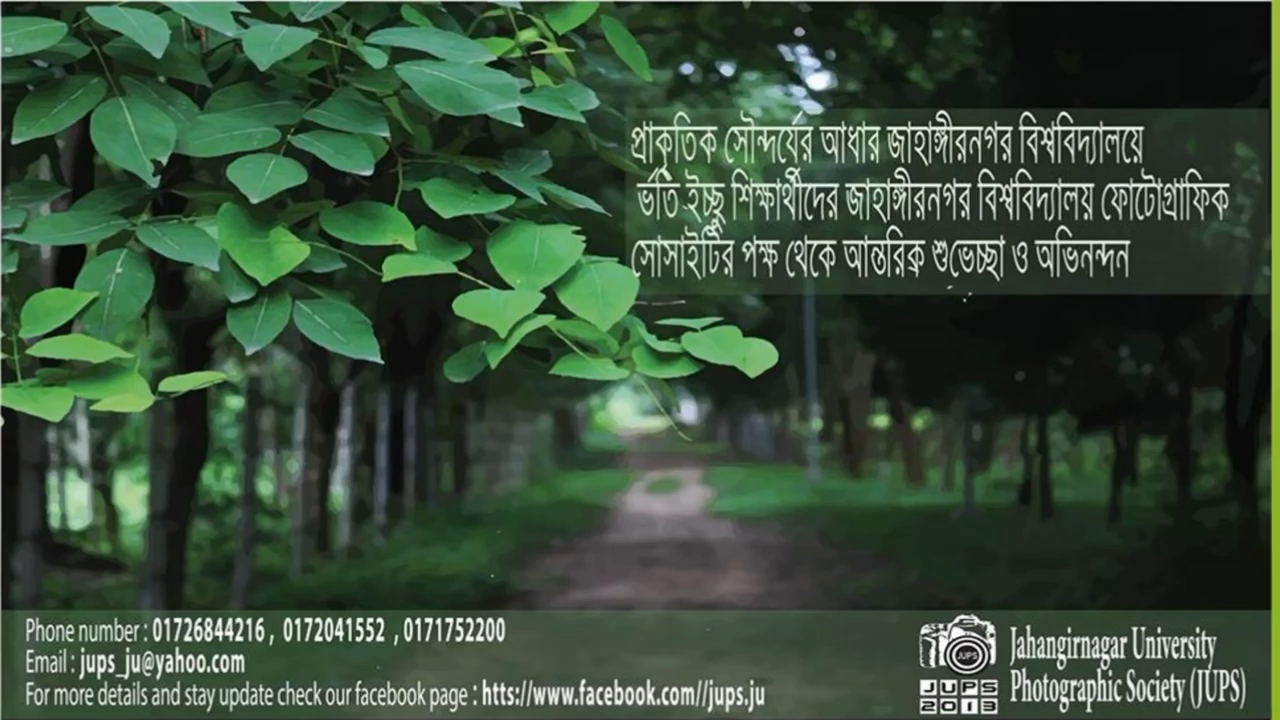 প্রাকৃতিক সৌন্দর্যের আধার জাহাঙ্গীরনগর বিশ্ববিদ্যালয়ে
র্ভতি ইচ্ছু শিক্ষার্থীদের জাহাঙ্গীরনগর বিশ্ববিদ্যালয় ফোটোগ্রাফিক
সোসাইটির পক্ষ থেকে আন্তরিক্ শুভেচ্ছা ও অভিনন্দন
Phone number : 01726844216 , 0172041552 , 0171752200
Email : jups_ju@yahoo.com
For more details and stay update check our facebook page : htts://www.facebook.com//jups.ju
JUPS
JUPS
2013
Jahangirnagar University
Photographic Society (JUPS)